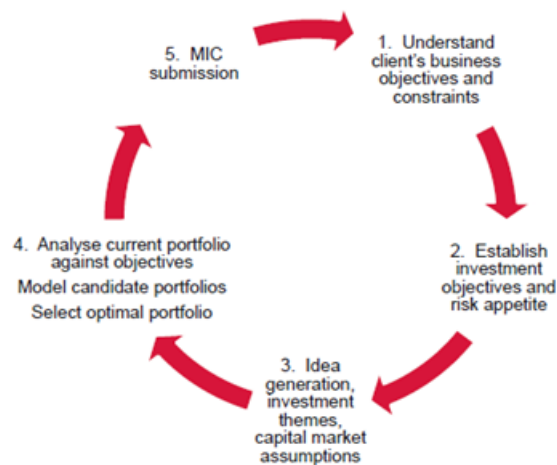 1. Understand
client's business
objectives and
constraints
2. Establish
investment
objectives and
risk appetite
3. Idea
generation,
investment
themes,
capital market
assumptions
4. Analyse current portfolio
against objectives
Model candidate portfolios
Select optimal portfolio
5. MIC
submission